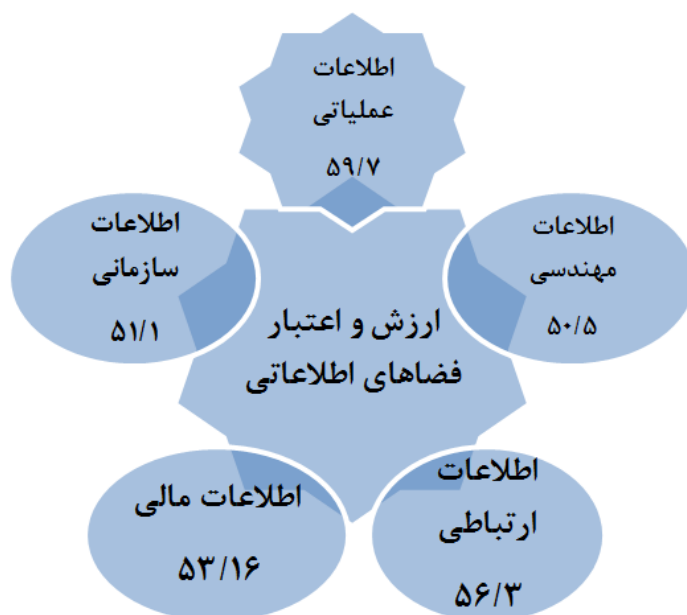 اطلاعات
عملیاتی
۵۹/۷
اطلاعات
مهندسی
۵۰/۵
اطلاعات
ارتباطی
۵۶/۳
اطلاعات مالی
۵۳/۱۶
اطلاعات
سازمانی
۵۱/۱
ارزش و اعتبار
فضاهای اطلاعاتی